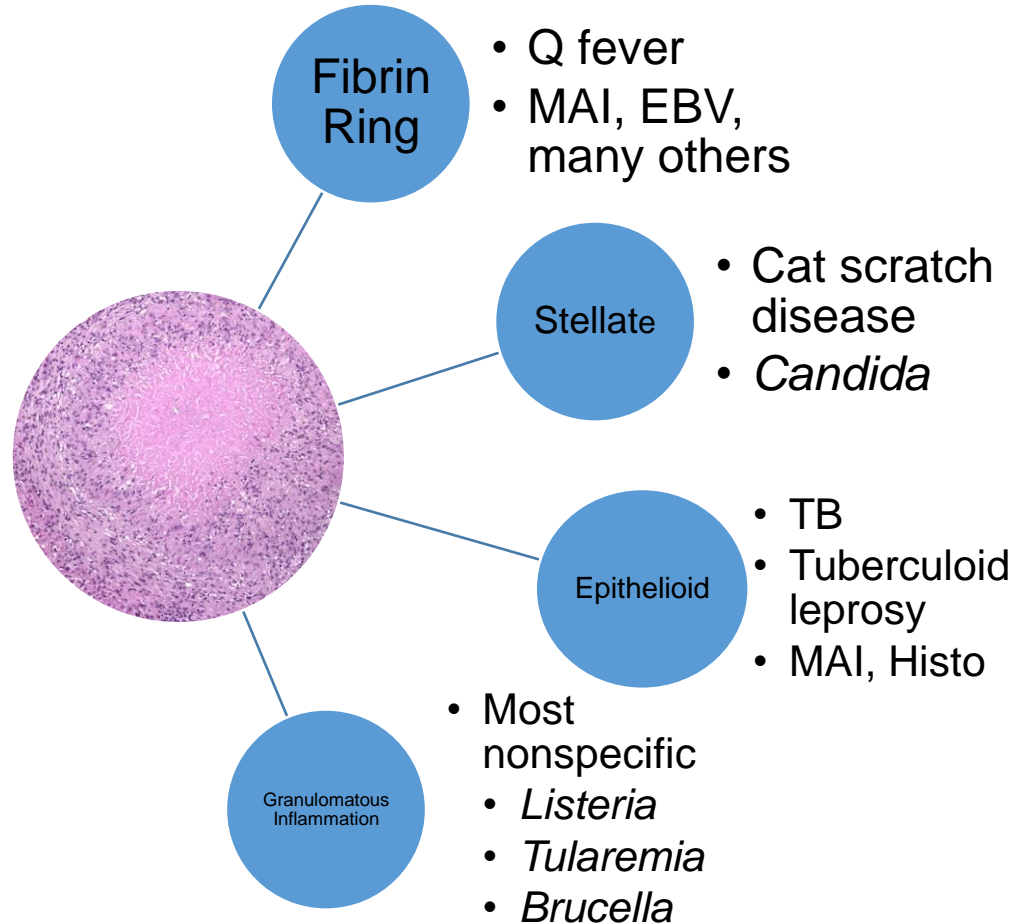 Fibrin
Ring
• Q fever
• MAI, EBV,
many others
Stellate
• Cat scratch
disease
• Candida
Epithelioid
• TB
• Tuberculoid
leprosy
• MAI, Histo
Granulomatous
Inflammation
• Most
nonspecific
• Listeria
• Tularemia
• Brucella